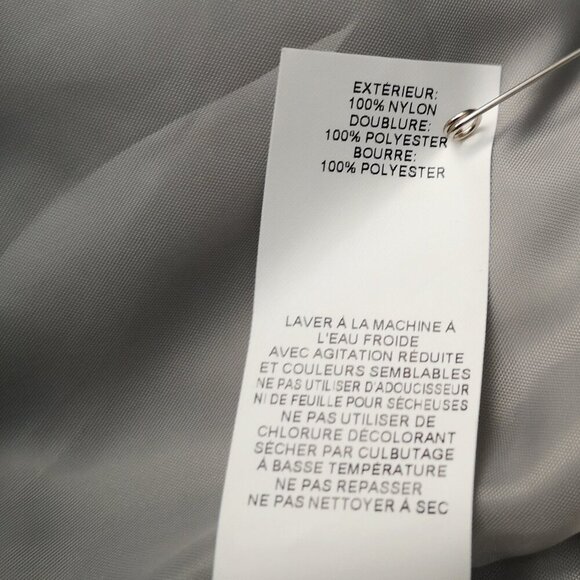 EXTÉRIEUR:
100% NYLON
DOUBLURE:
100% POLYESTER
BOURRE:
100% POLYESTER
LAVER À LA MACHINE À
L'EAU FROIDE
AVEC AGITATION RÉDUITE
ET COULEURS SEMBLABLES
NE PAS UTILISER D'ADOUCISSEUR
NI DE FEUILLE POUR SÉCHEUSES
NE PAS UTILISER DE
CHLORURE DÉCOLORANT
SÉCHER PAR CULBUTAGE
À BASSE TEMPÉRATURE
NE PAS REPASSER
NE PAS NETTOYER À SEC